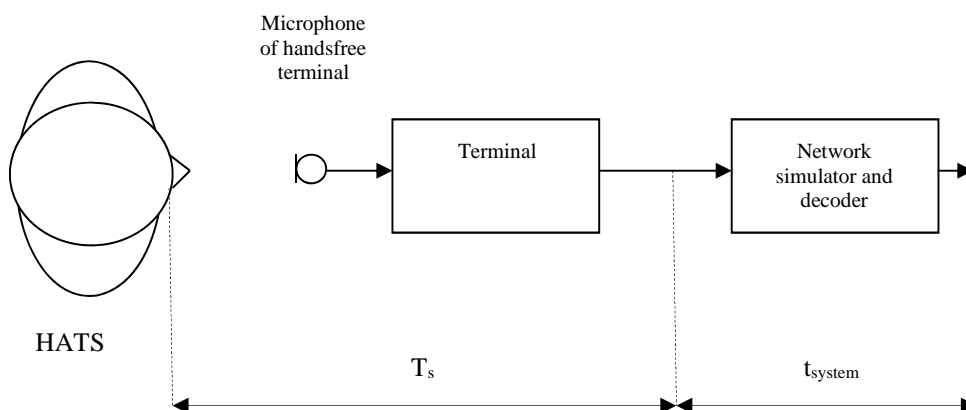 Microphone
of handsfree
terminal
Terminal
Network
simulator and
decoder
HATS
Ts
tsystem